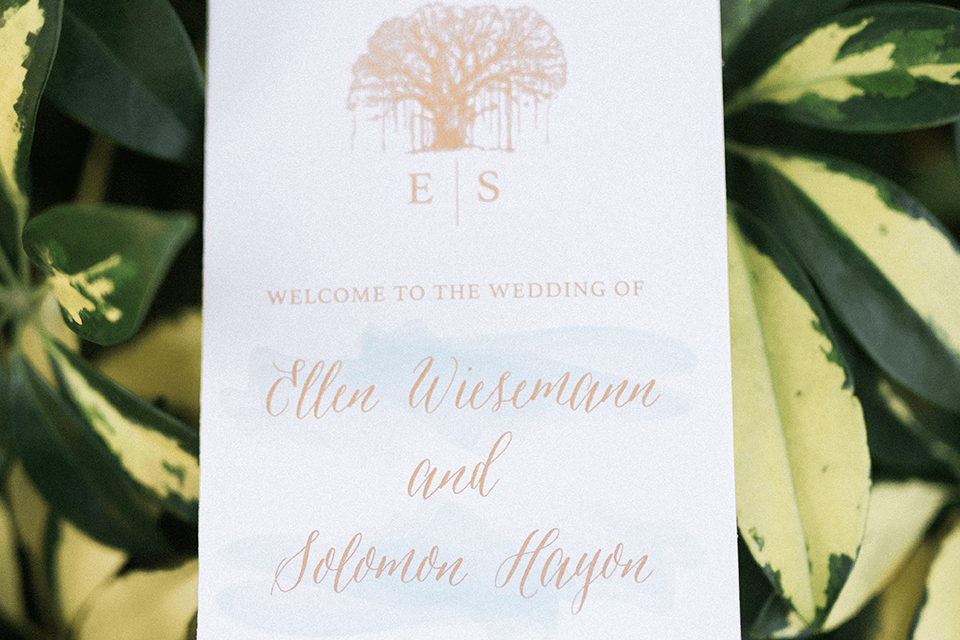 E | S
WELCOME TO THE WEDDING OF
Ellen Wiesemann
and
Solomon Hayon